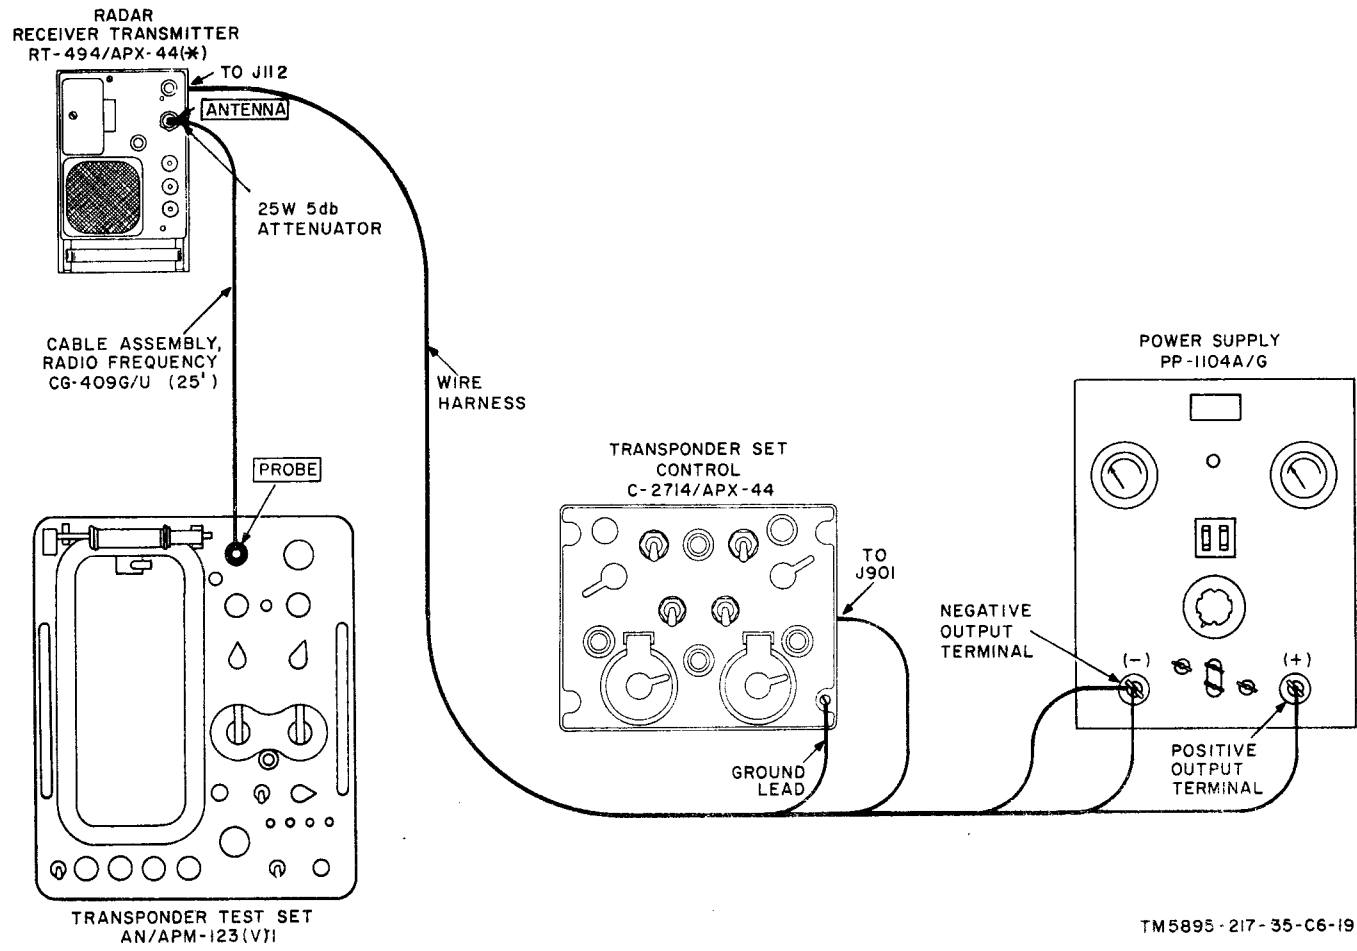 RADAR
RECEIVER TRANSMITTER
RT-494/APX-44(*)
TO J112
ANTENNA
25W 5db
ATTENUATOR
CABLE ASSEMBLY,
RADIO FREQUENCY
CG-409G/U (25')
WIRE
HARNESS
PROBE
TRANSPONDER SET
CONTROL
C-2714/APX-44
TO
J901
GROUND
LEAD
POWER SUPPLY
PP-1104A/G
NEGATIVE
OUTPUT
TERMINAL
(-)
(+)
POSITIVE
OUTPUT
TERMINAL
TRANSPONDER TEST SET
AN/APM-123(V)1
TM5895-217-35-C6-19